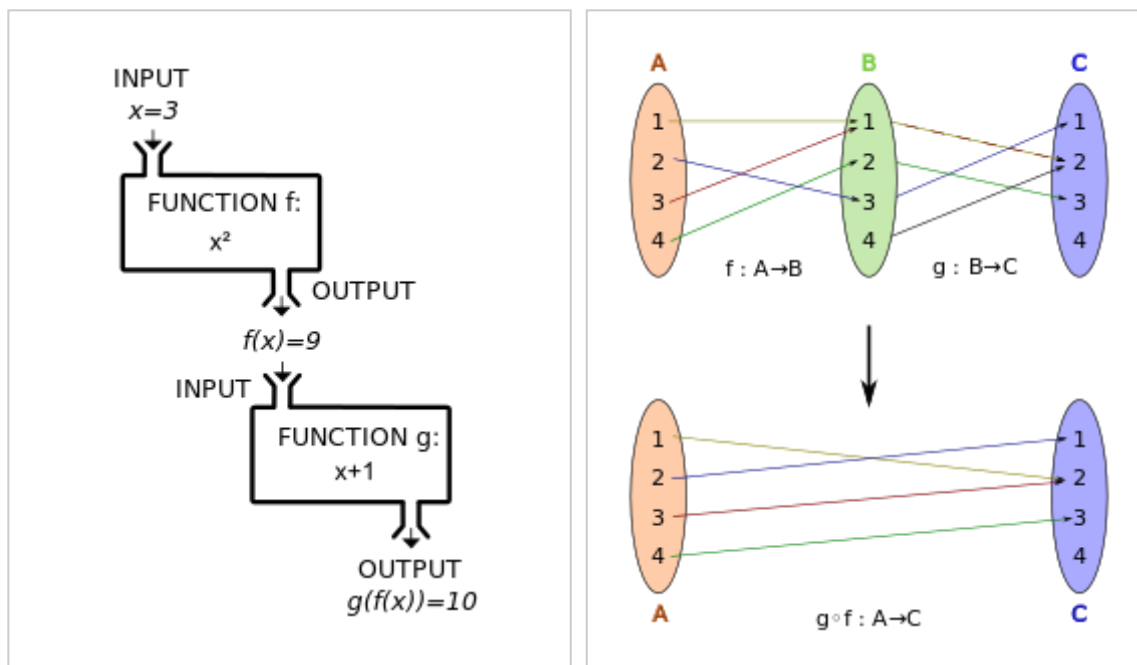 INPUT
x=3
FUNCTION f:
x²
OUTPUT
f(x)=9
INPUT
FUNCTION g:
x+1
OUTPUT
g(f(x))=10
A B C
1 1 1
2 2 2
3 3 3
4 4 4
f : A→B g : B→C
1 1
2 2
3 3
4 4
A g∘f : A→C C